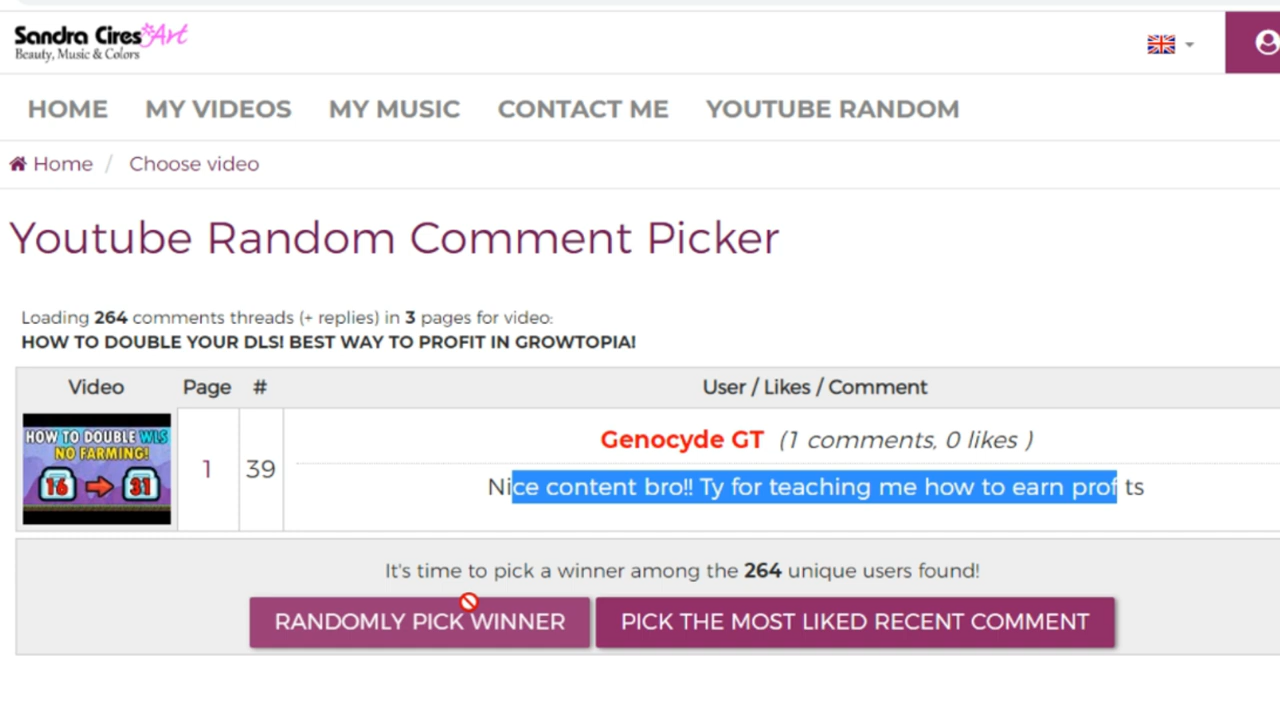 Sandra Cires Art
Beauty, Music & Colors
HOME MY VIDEOS MY MUSIC CONTACT ME YOUTUBE RANDOM
Home / Choose video
Youtube Random Comment Picker
Loading 264 comments threads (+ replies) in 3 pages for video:
HOW TO DOUBLE YOUR DLS! BEST WAY TO PROFIT IN GROWTOPIA!
Video Page # User / Likes / Comment
HOW TO DOUBLE WLS
NO FARMING!
16 31
1 39
Genocyde GT (1 comments, 0 likes )
Nice content bro!! Ty for teaching me how to earn prof ts
It's time to pick a winner among the 264 unique users found!
RANDOMLY PICK WINNER PICK THE MOST LIKED RECENT COMMENT